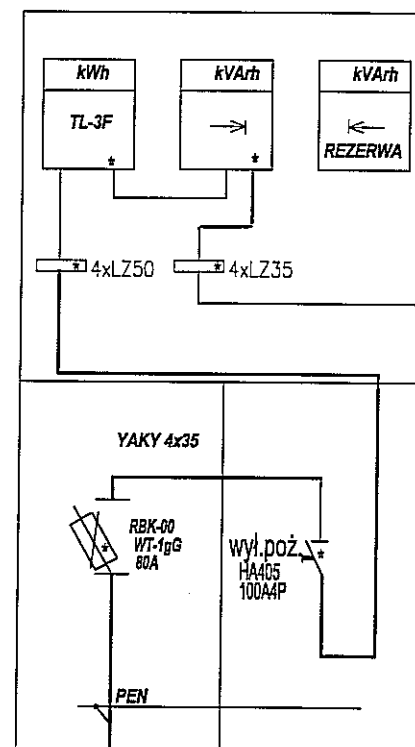 kWh
TL-3F
*
kVArh
*
kVArh
REZERWA
* 4xLZ50
* 4xLZ35
YAKY 4x35
RBK-00
WT-1gG
80A
*
wył.poż.
HA405
100A4P
*
PEN